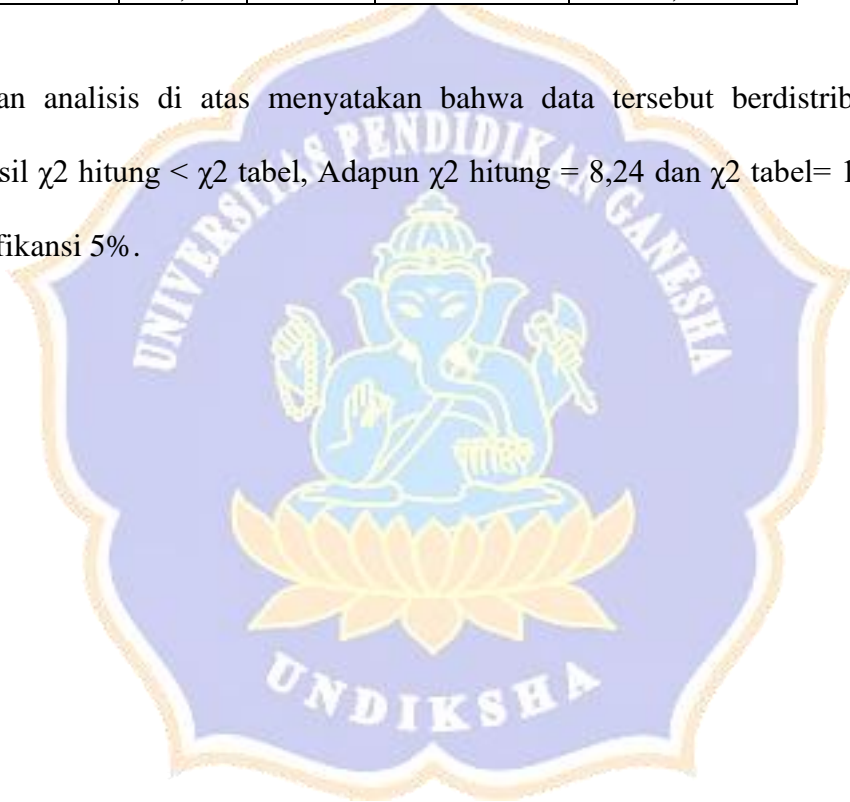 an analisis di atas menyatakan bahwa data tersebut berdistrib
sil χ2 hitung < χ2 tabel, Adapun χ2 hitung = 8,24 dan χ2 tabel= 1
fikansi 5%.
UNIVERSITAS PENDIDIKAN GANESHA
UNDIKSHA